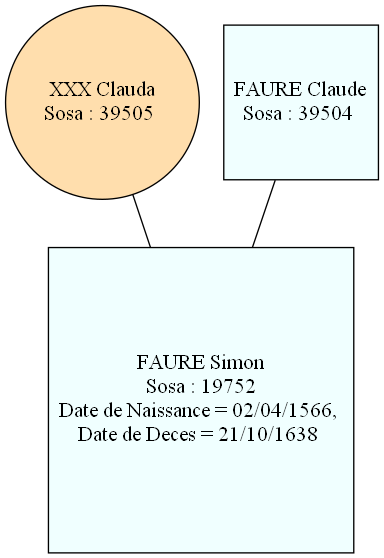 XXX Clauda
Sosa : 39505
FAURE Claude
Sosa : 39504
FAURE Simon
Sosa : 19752
Date de Naissance = 02/04/1566,
Date de Deces = 21/10/1638